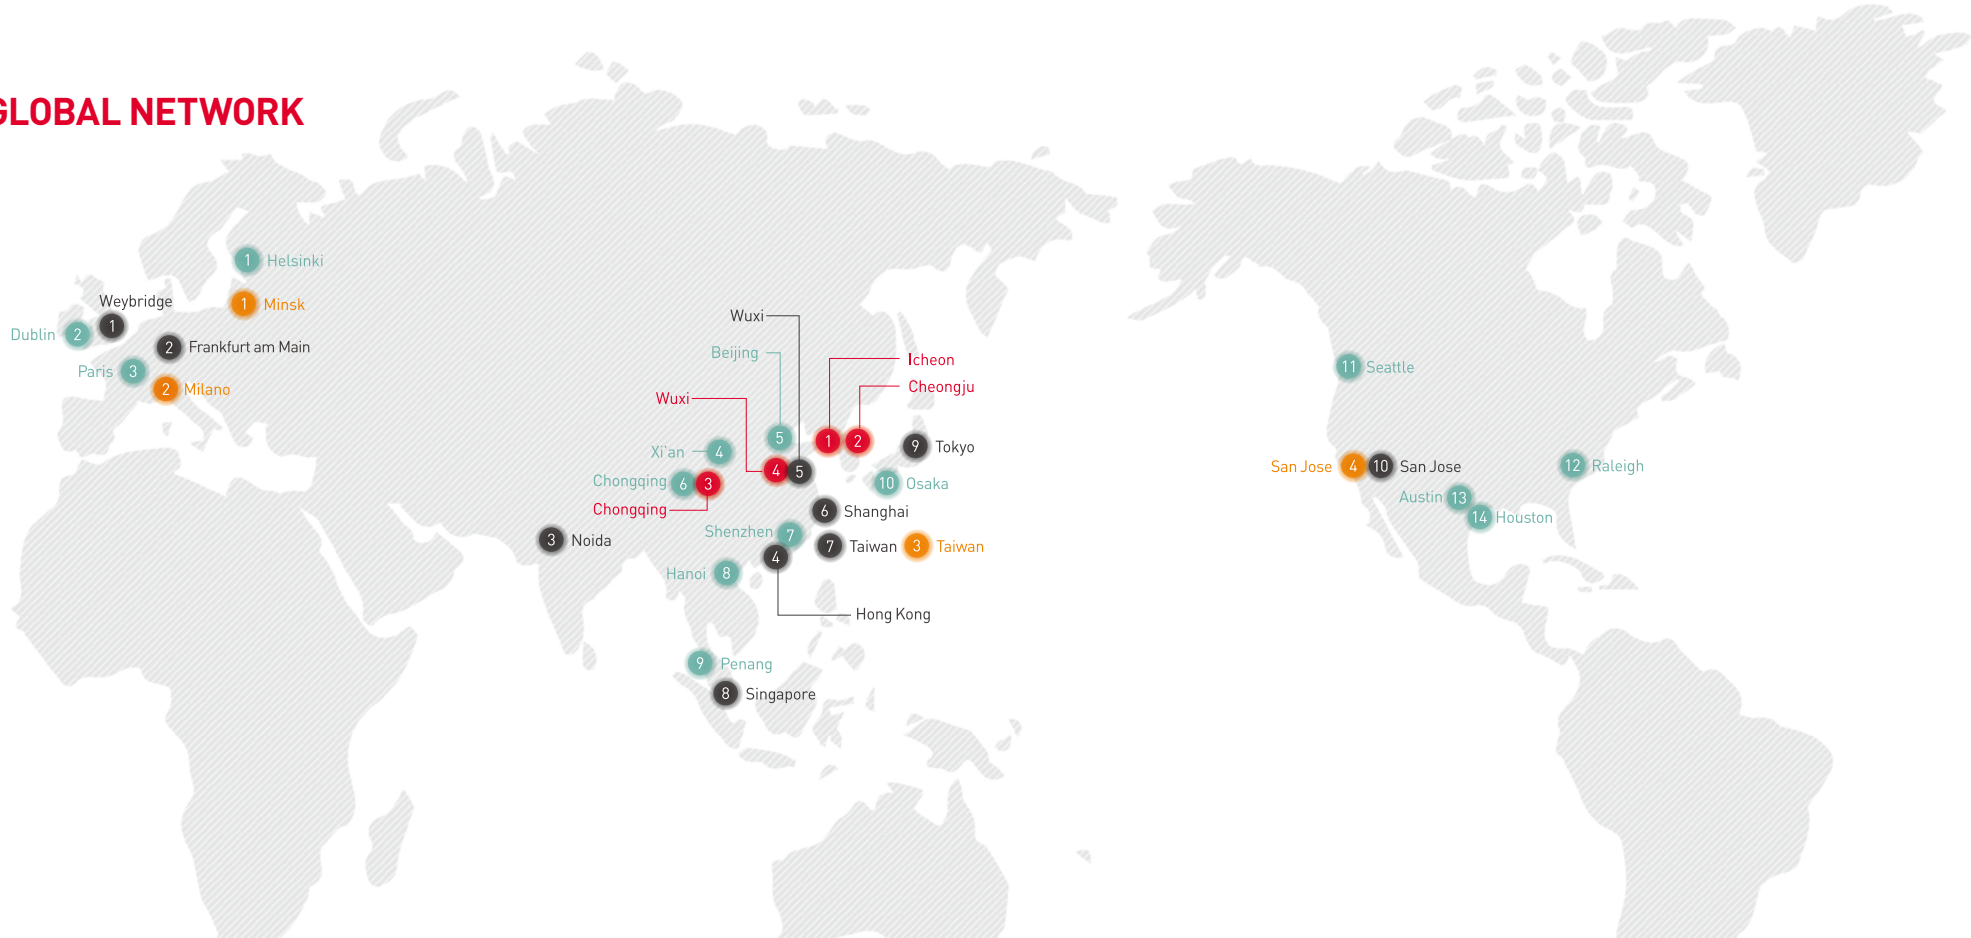 GLOBAL NETWORK
1 Helsinki
1 Minsk
Weybridge
1
Dublin 2
2 Frankfurt am Main
Paris 3
2 Milano
Wuxi
Beijing
Icheon
Cheongju
Wuxi
5
1
2
Xi`an 4
9 Tokyo
4
5
Chongqing 6
3
10 Osaka
Chongqing
6 Shanghai
Shenzhen 7
3 Noida
7 Taiwan
3 Taiwan
4
Hanoi 8
Hong Kong
9 Penang
8 Singapore
11 Seattle
San Jose 4
10 San Jose
12 Raleigh
Austin 13
14 Houston